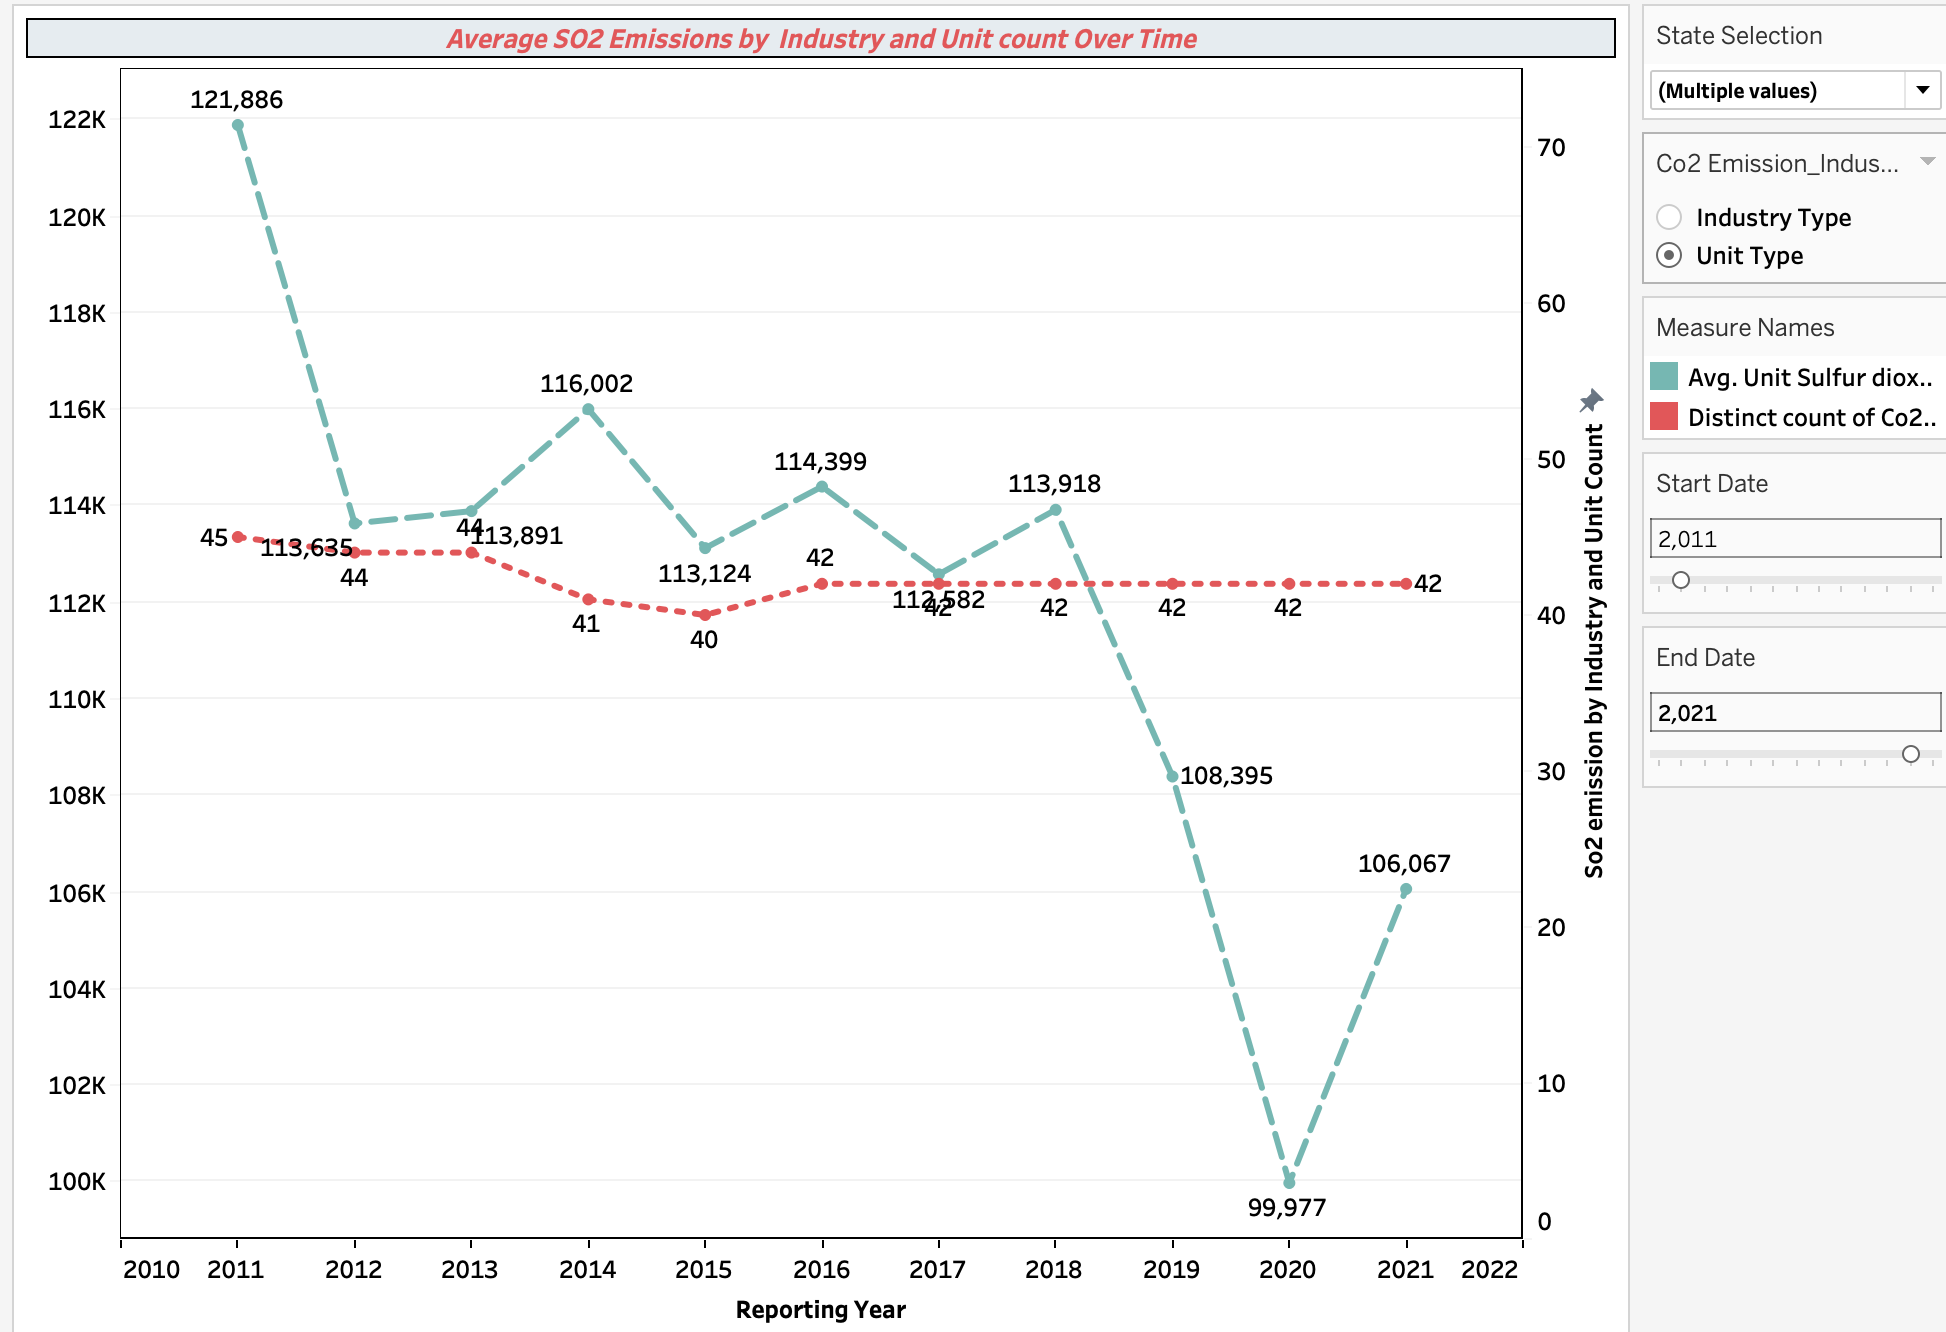 Average SO2 Emissions by Industry and Unit count Over Time
122K
120K
118K
116K
114K
112K
110K
108K
106K
104K
102K
100K
121,886
113,635
113,891
116,002
113,124
114,399
112,582
113,918
108,395
99,977
106,067
45
44
44
41
40
42
42
42
42
42
42
70
60
50
40
30
20
10
0
So2 emission by Industry and Unit Count
2010 2011 2012 2013 2014 2015 2016 2017 2018 2019 2020 2021 2022
Reporting Year
State Selection
(Multiple values)
Co2 Emission_Indus...
Industry Type
Unit Type
Measure Names
Avg. Unit Sulfur diox..
Distinct count of Co2..
Start Date
2,011
End Date
2,021